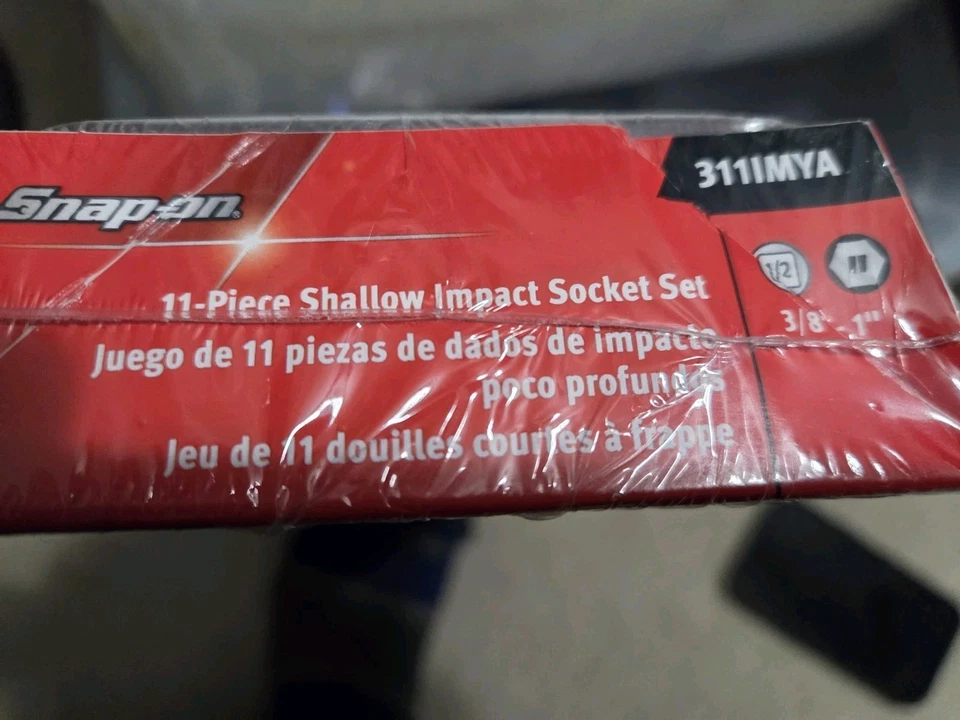 Snap-on
311IMYA
1/2
3/8" - 1"
11-Piece Shallow Impact Socket Set
Juego de 11 piezas de dados de impacto
poco profundos
Jeu de 11 douilles courtes à frappe